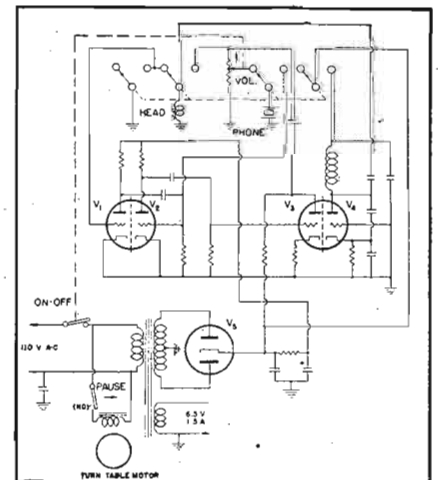 VOL.
HEAD
PHONE
V1
V2
V3
V4
ON-OFF
V5
110 V A-C
PAUSE
(NO)
6.3 V
1.5 A
TURN TABLE MOTOR